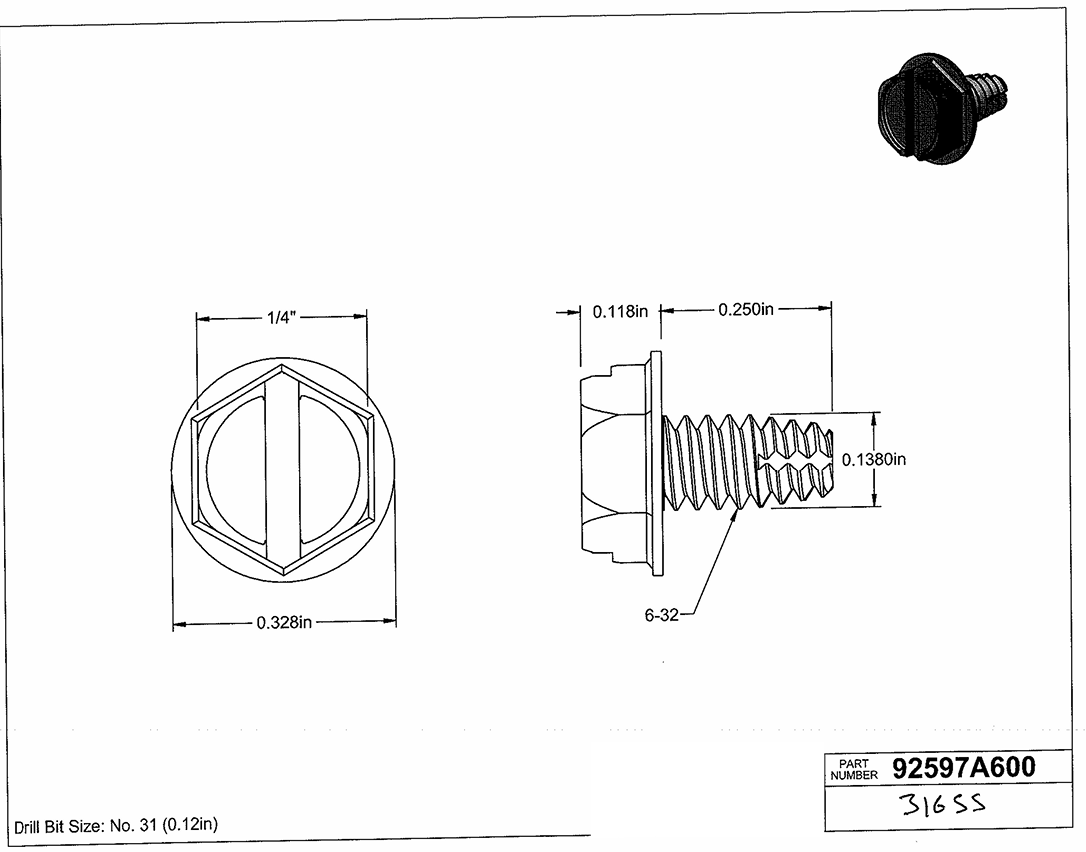 1/4"
0.118in
0.250in
0.1380in
6-32
0.328in
PART NUMBER 92597A600
316SS
Drill Bit Size: No. 31 (0.12in)